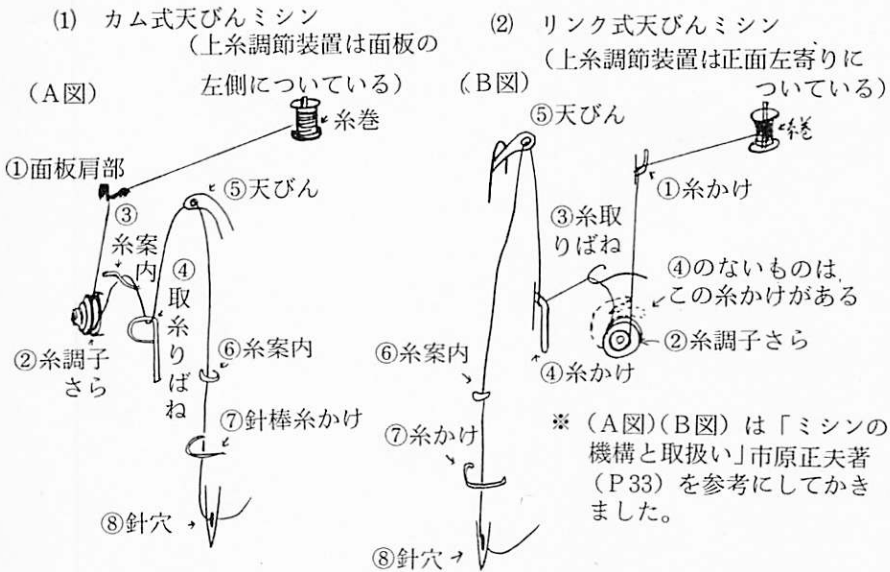 (1) カム式天びんミシン
(上糸調節装置は面板の
左側についている)
(A図)
糸巻
①面板肩部
⑤天びん
③
糸案内
④
取糸りばね
②糸調子
さら
⑥糸案内
⑦針棒糸かけ
⑧針穴
(2) リンク式天びんミシン
(上糸調節装置は正面左寄りに
ついている)
(B図)
⑤天びん
糸巻
①糸かけ
③糸取
りばね
④のないものは
この糸かけがある
②糸調子さら
④糸かけ
⑥糸案内
⑦糸かけ
⑧針穴
※ (A図)(B図)は「ミシンの
機構と取扱い」市原正夫著
(P33)を参考にしてかき
ました。